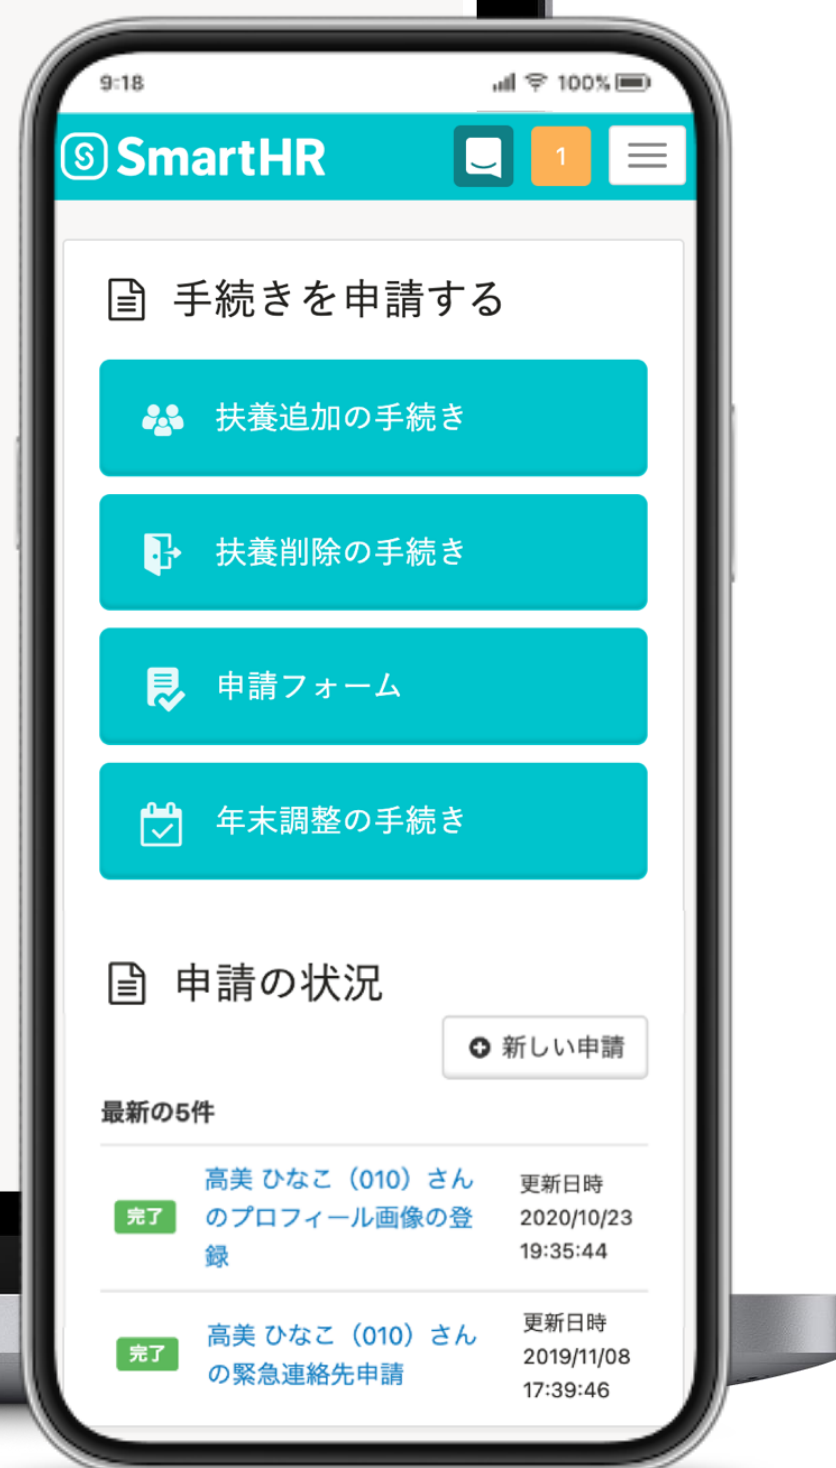 9:18
100%
SmartHR
1
手続きを申請する
扶養追加の手続き
扶養削除の手続き
申請フォーム
年末調整の手続き
申請の状況
新しい申請
最新の5件
完了
高美 ひなこ（010）さん
のプロフィール画像の登
録
更新日時
2020/10/23
19:35:44
完了
高美 ひなこ（010）さん
の緊急連絡先申請
更新日時
2019/11/08
17:39:46